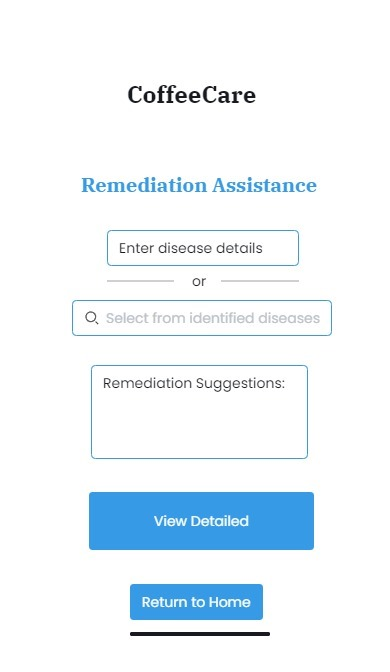 CoffeeCare
Remediation Assistance
Enter disease details
or
Select from identified diseases
Remediation Suggestions:
View Detailed
Return to Home